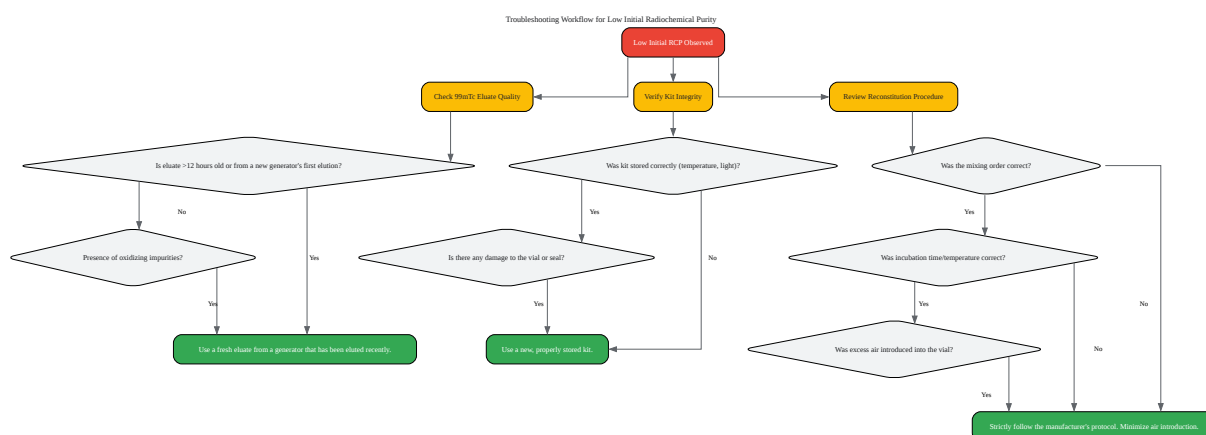 Troubleshooting Workflow for Low Initial Radiochemical Purity
Low Initial RCP Observed
Check 99mTc Eluate Quality
Verify Kit Integrity
Review Reconstitution Procedure
Is eluate >12 hours old or from a new generator's first elution?
Was kit stored correctly (temperature, light)?
Was the mixing order correct?
No
Yes
Yes
Presence of oxidizing impurities?
Yes
Is there any damage to the vial or seal?
No
Was incubation time/temperature correct?
Yes
Yes
Yes
No
Use a fresh eluate from a generator that has been eluted recently.
Use a new, properly stored kit.
Was excess air introduced into the vial?
No
Yes
Strictly follow the manufacturer's protocol. Minimize air introduction.